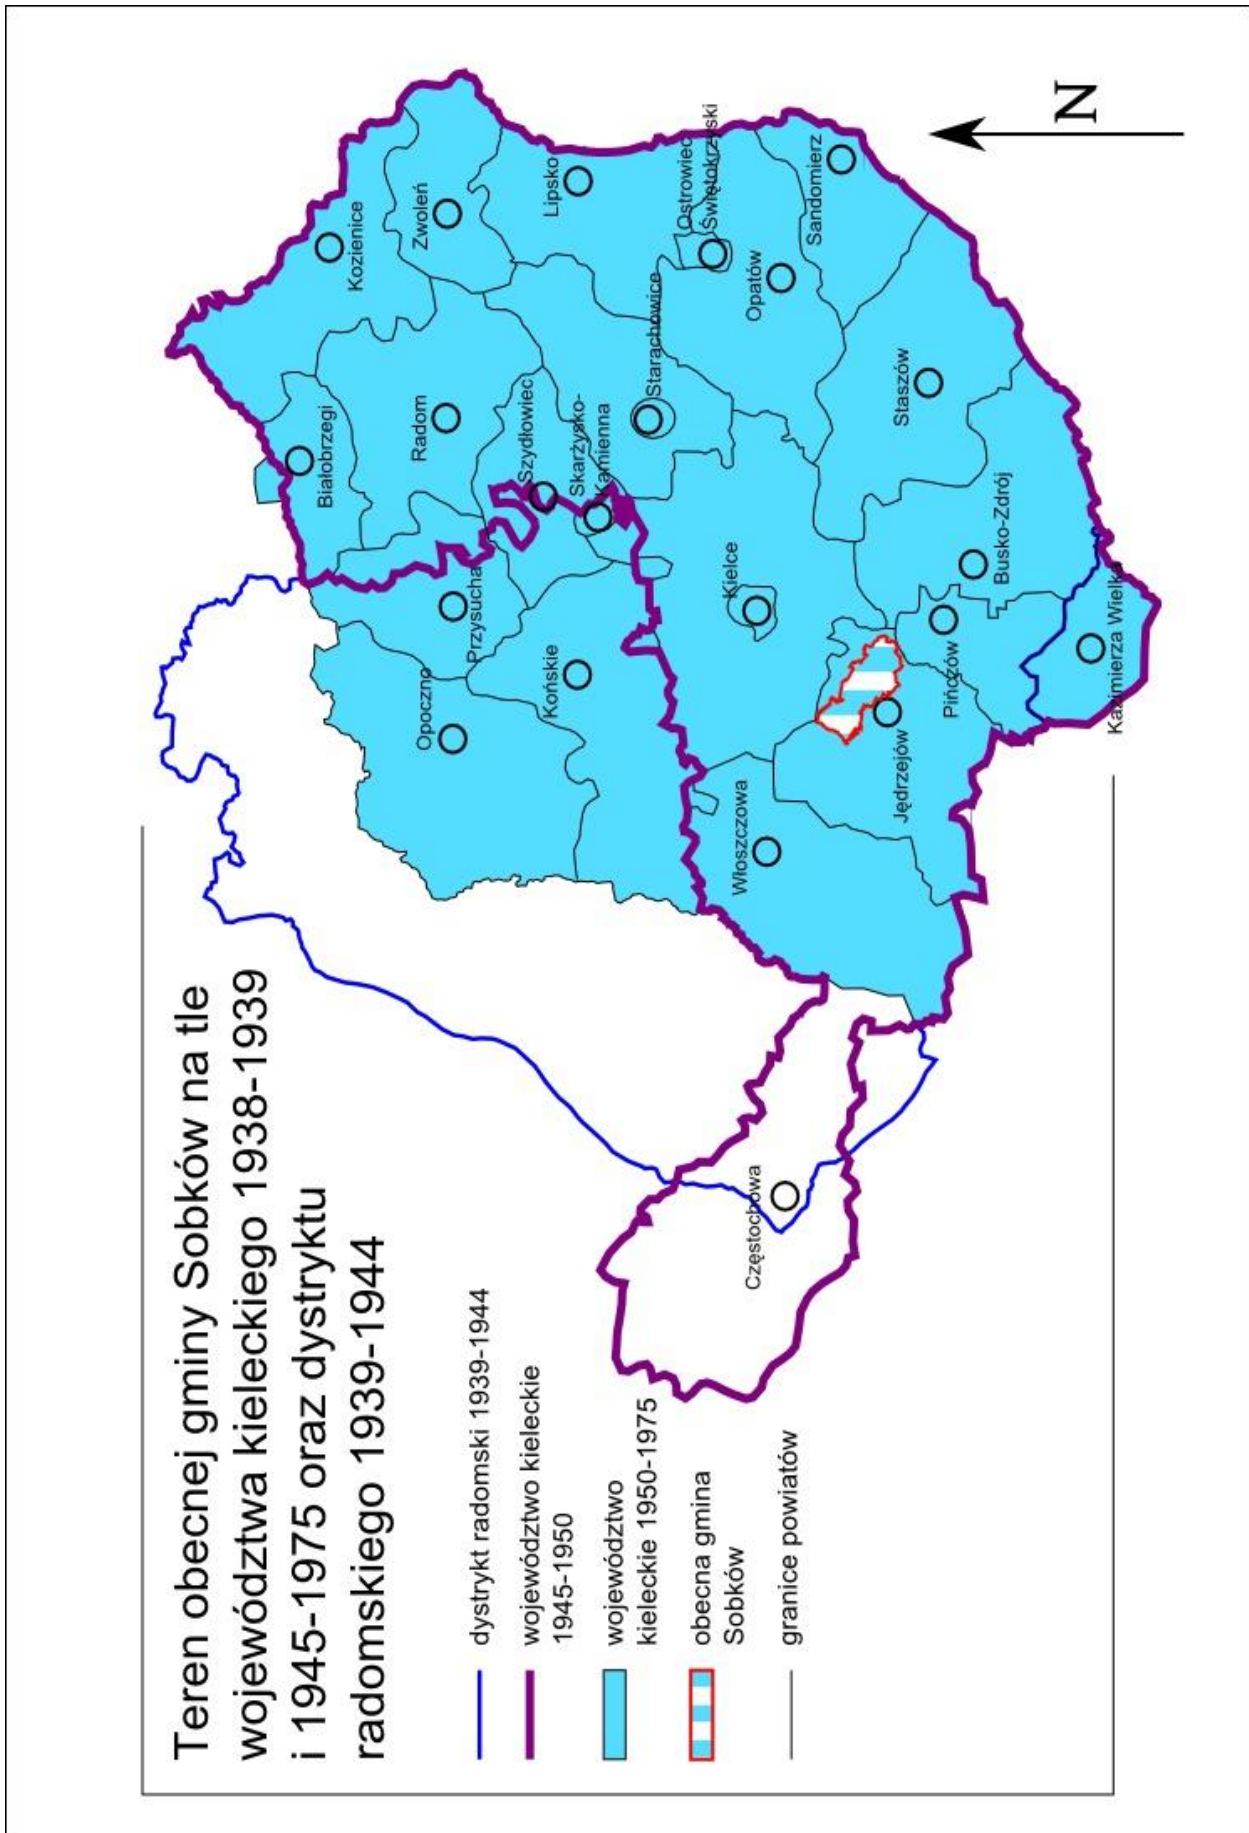 Teren obecnej gminy Sobków na tle
województwa kieleckiego 1938-1939
i 1945-1975 oraz dystryktu
radomskiego 1939-1944
dystrykt radomski 1939-1944
województwo kieleckie
1945-1950
województwo
kieleckie 1950-1975
obecna gmina
Sobków
granice powiatów
N
Białobrzegi
Kozienice
Radom
Zwoleń
Opoczno
Przysucha
Szydłowiec
Lipsko
Końskie
Skarżysko-
Kamienna
Starachowice
Ostrowiec
Świętokrzyski
Włoszczowa
Kielce
Opatów
Częstochowa
Sandomierz
Jędrzejów
Staszów
Pińczów
Busko-Zdrój
Kazimierza Wielka